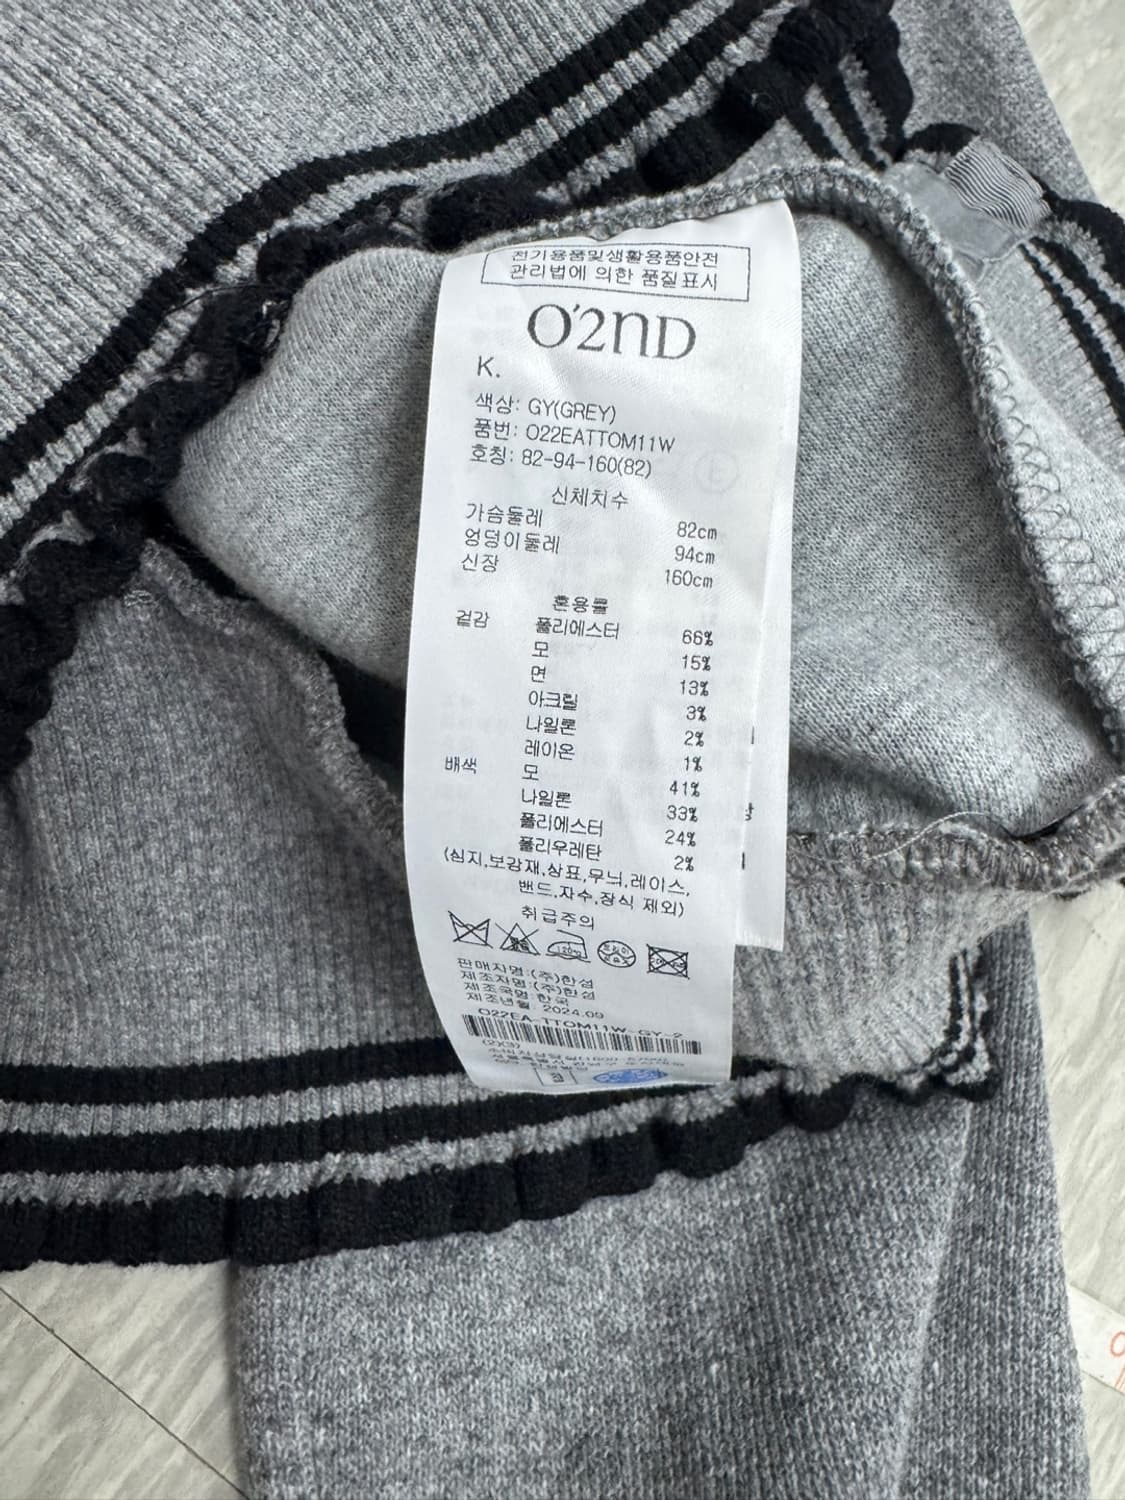 전기용품및생활용품안전
관리법에 의한 품질표시
O'2ND
K.
색상: GY(GREY)
품번: O22EATTOM11W
호칭: 82-94-160(82)
신체치수
가슴둘레 82cm
엉덩이둘레 94cm
신장 160cm
혼용률
겉감 폴리에스터 66%
모 15%
면 13%
아크릴 3%
나일론 2%
레이온 1%
배색 모 41%
나일론 33%
폴리에스터 24%
폴리우레탄 2%
(심지,보강재,상표,무늬,레이스,
밴드,자수,장식 제외)
취급주의
판매자명:(주)한섬
제조자명:(주)한섬
제조국명:한국
제조년월: 2024.09
O22EA-TTOM11W-GY-2
(2X3)